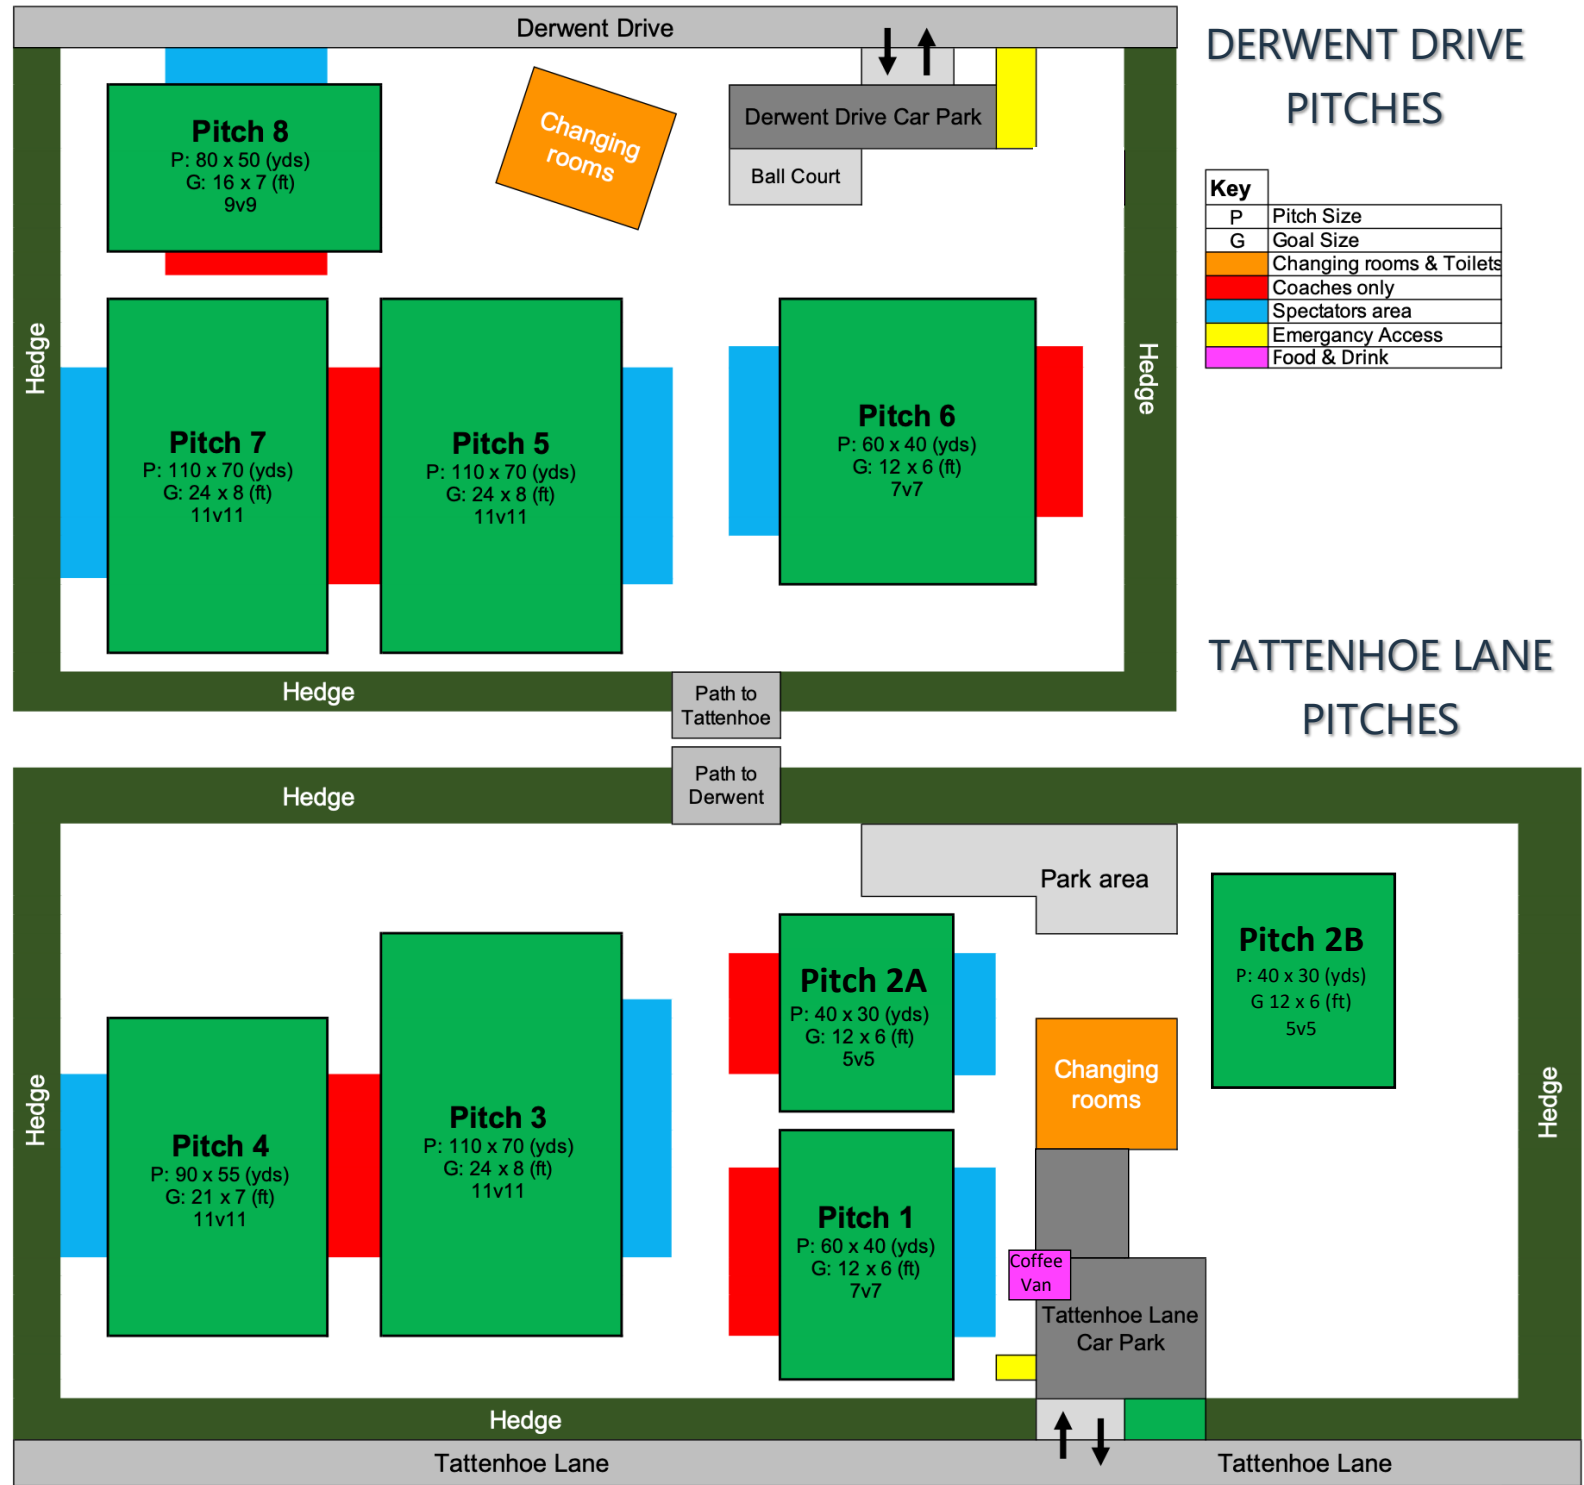 Derwent Drive
DERWENT DRIVE
PITCHES
Pitch 8
P: 80 x 50 (yds)
G: 16 x 7 (ft)
9v9
Changing
rooms
Derwent Drive Car Park
Ball Court
Key
P Pitch Size
G Goal Size
Changing rooms & Toilets
Coaches only
Spectators area
Emergancy Access
Food & Drink
Hedge
Pitch 7
P: 110 x 70 (yds)
G: 24 x 8 (ft)
11v11
Pitch 5
P: 110 x 70 (yds)
G: 24 x 8 (ft)
11v11
Pitch 6
P: 60 x 40 (yds)
G: 12 x 6 (ft)
7v7
Hedge
Hedge
Path to
Tattenhoe
TATTENHOE LANE
PITCHES
Hedge
Path to
Derwent
Park area
Hedge
Pitch 4
P: 90 x 55 (yds)
G: 21 x 7 (ft)
11v11
Pitch 3
P: 110 x 70 (yds)
G: 24 x 8 (ft)
11v11
Pitch 2A
P: 40 x 30 (yds)
G: 12 x 6 (ft)
5v5
Pitch 2B
P: 40 x 30 (yds)
G 12 x 6 (ft)
5v5
Changing
rooms
Hedge
Pitch 1
P: 60 x 40 (yds)
G: 12 x 6 (ft)
7v7
Coffee
Van
Tattenhoe Lane
Car Park
Hedge
Tattenhoe Lane
Tattenhoe Lane